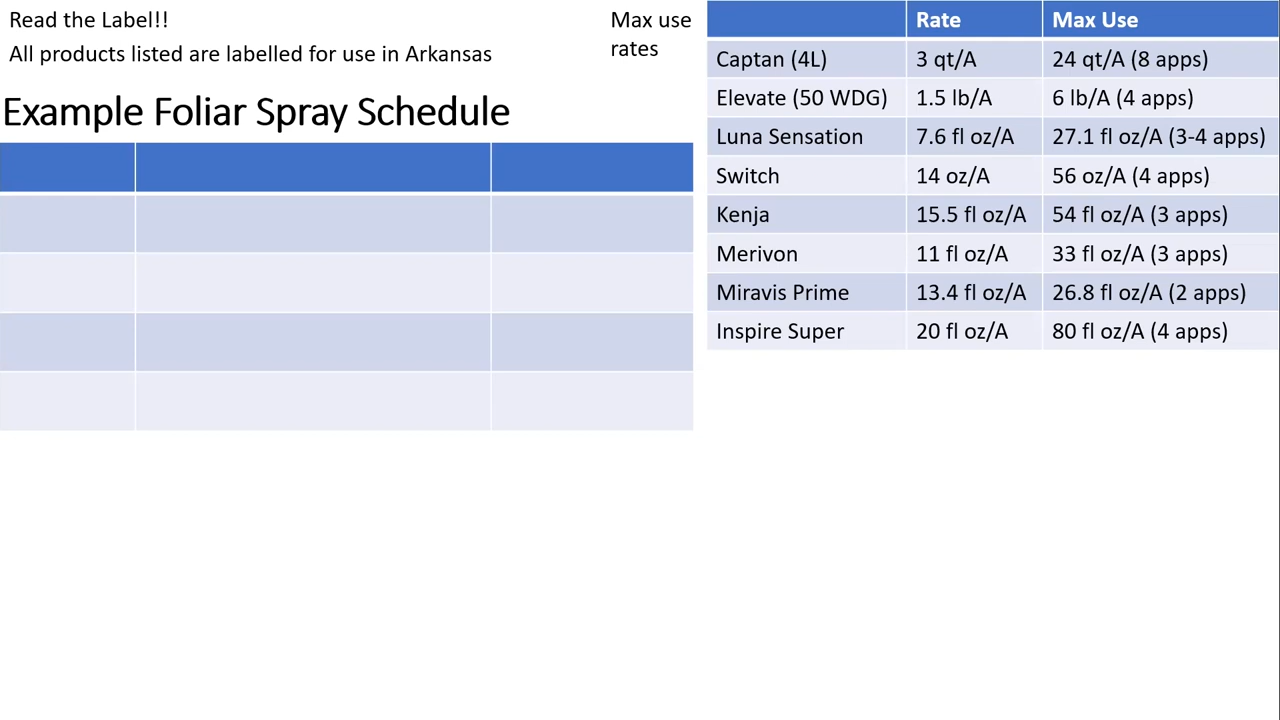 Read the Label!!
All products listed are labelled for use in Arkansas
Example Foliar Spray Schedule
Max use
rates
Rate Max Use
Captan (4L) 3 qt/A 24 qt/A (8 apps)
Elevate (50 WDG) 1.5 lb/A 6 lb/A (4 apps)
Luna Sensation 7.6 fl oz/A 27.1 fl oz/A (3-4 apps)
Switch 14 oz/A 56 oz/A (4 apps)
Kenja 15.5 fl oz/A 54 fl oz/A (3 apps)
Merivon 11 fl oz/A 33 fl oz/A (3 apps)
Miravis Prime 13.4 fl oz/A 26.8 fl oz/A (2 apps)
Inspire Super 20 fl oz/A 80 fl oz/A (4 apps)